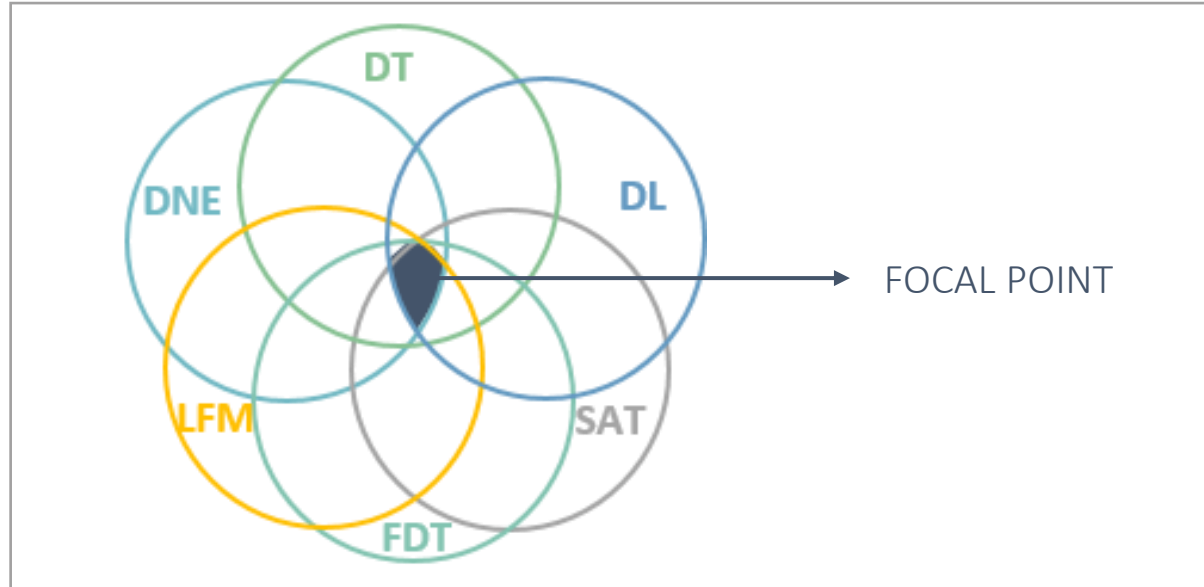 DT
DNE
DL
FOCAL POINT
LFM
SAT
FDT